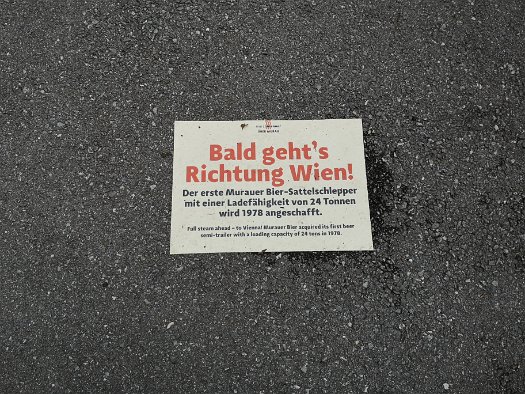 Bald geht's
Richtung Wien!
Der erste Murauer Bier-Sattelschlepper
mit einer Ladefähigkeit von 24 Tonnen
wird 1978 angeschafft.
Full steam ahead – to Vienna! Murauer Bier acquired its first beer
semi-trailer with a loading capacity of 24 tons in 1978.